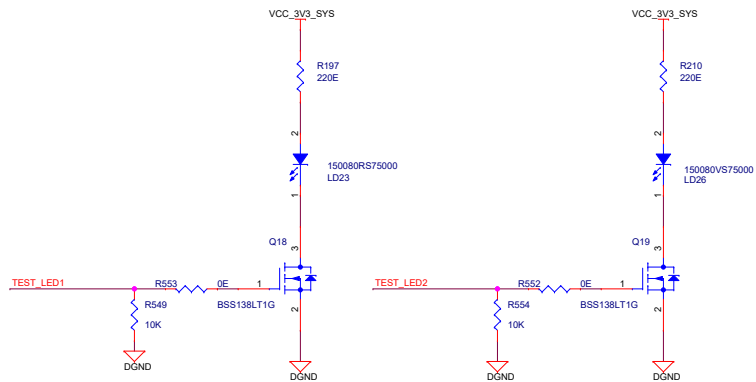 VCC_3V3_SYS
R197
220E
2
150080RS75000
LD23
1
Q18
3
TEST_LED1
R553
0E
1
R549
BSS138LT1G
2
10K
DGND
DGND
VCC_3V3_SYS
R210
220E
2
150080VS75000
LD26
1
Q19
3
TEST_LED2
R552
0E
1
R554
BSS138LT1G
2
10K
DGND
DGND